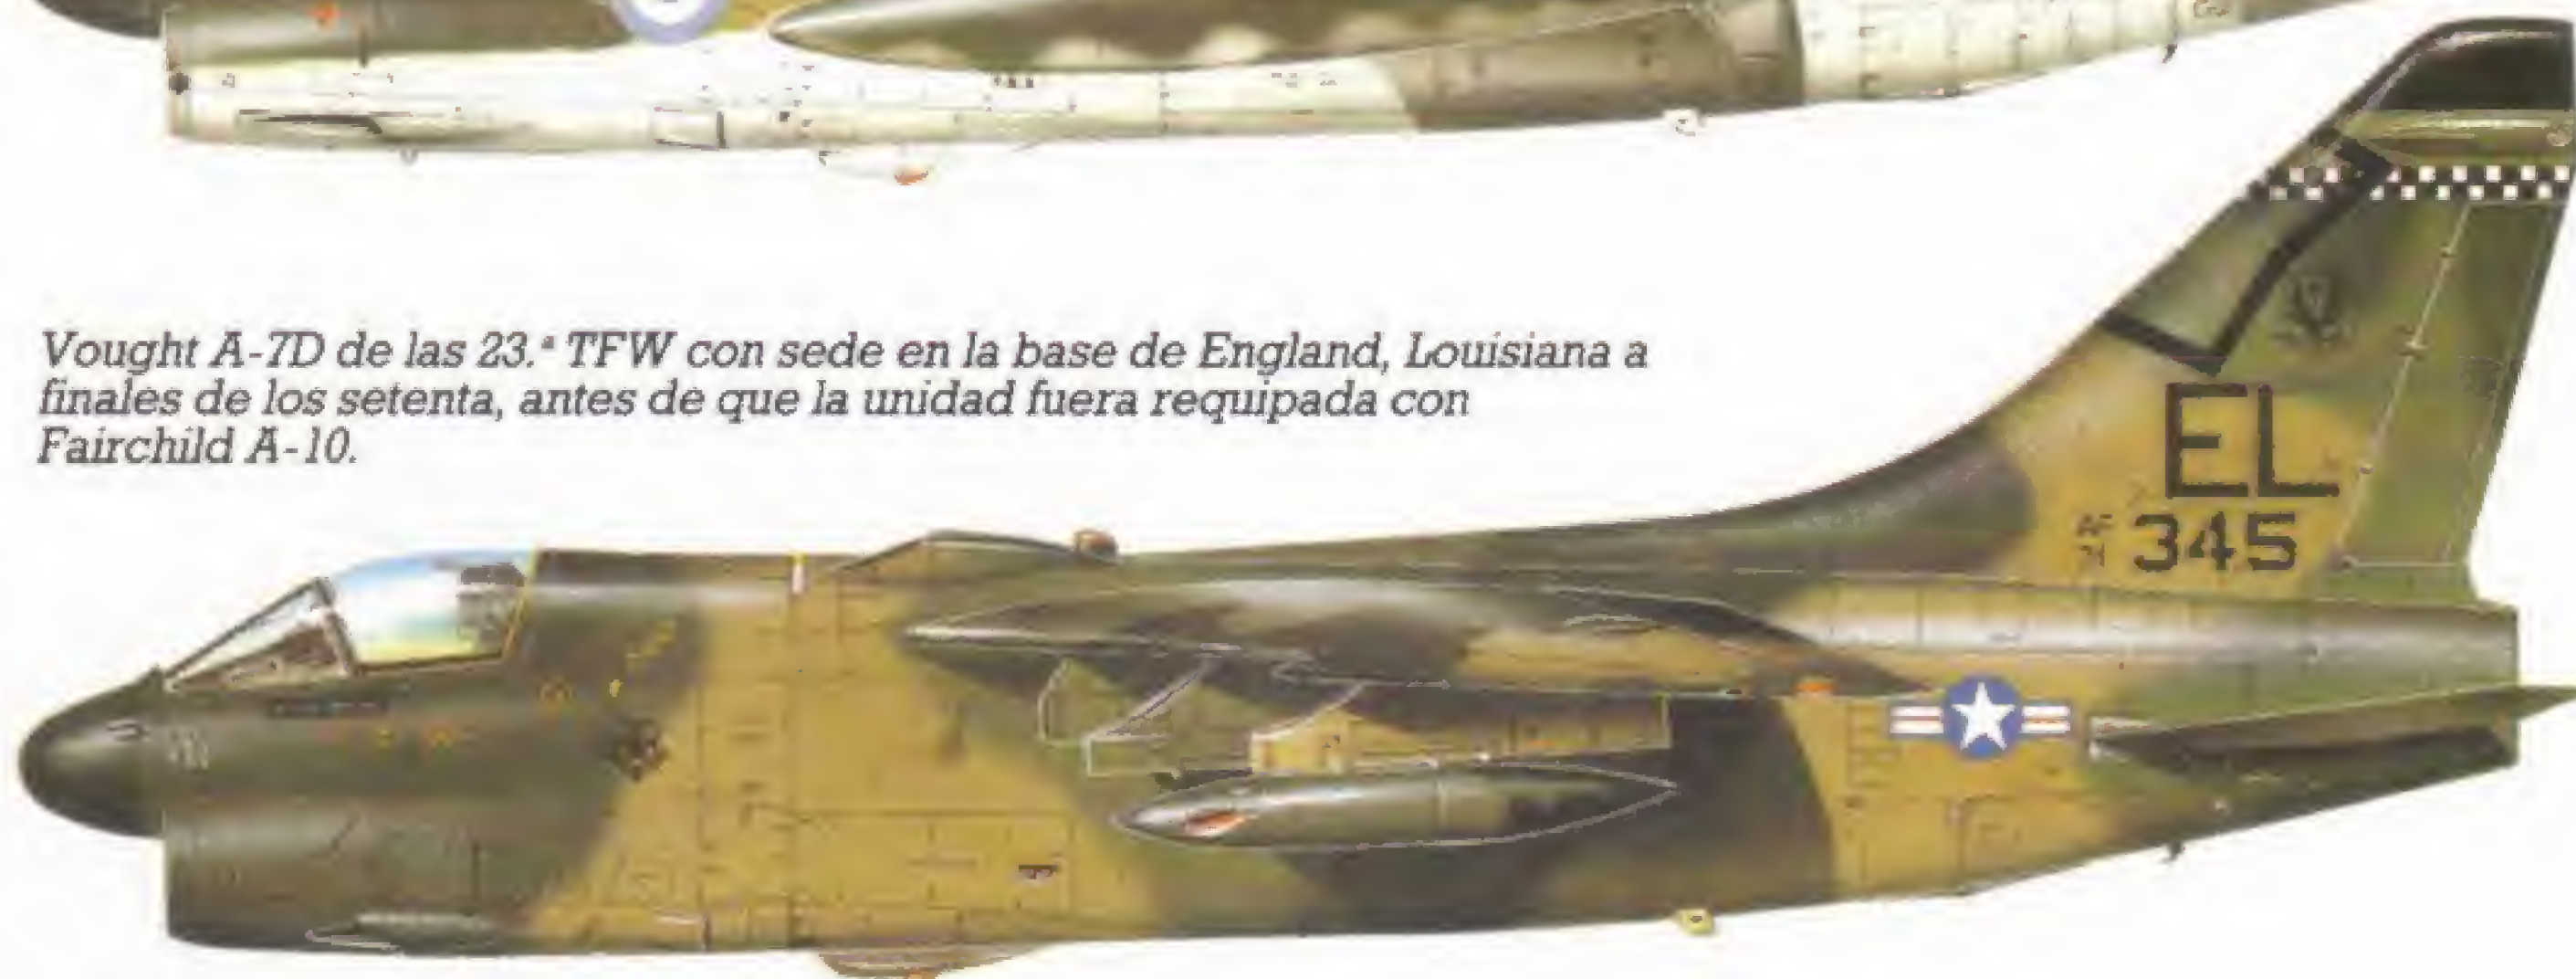 Vought A-7D de las 23.ª TFW con sede en la base de England, Louisiana a
finales de los setenta, antes de que la unidad fuera requipada con
Fairchild A-10.
EL
AF
71 345